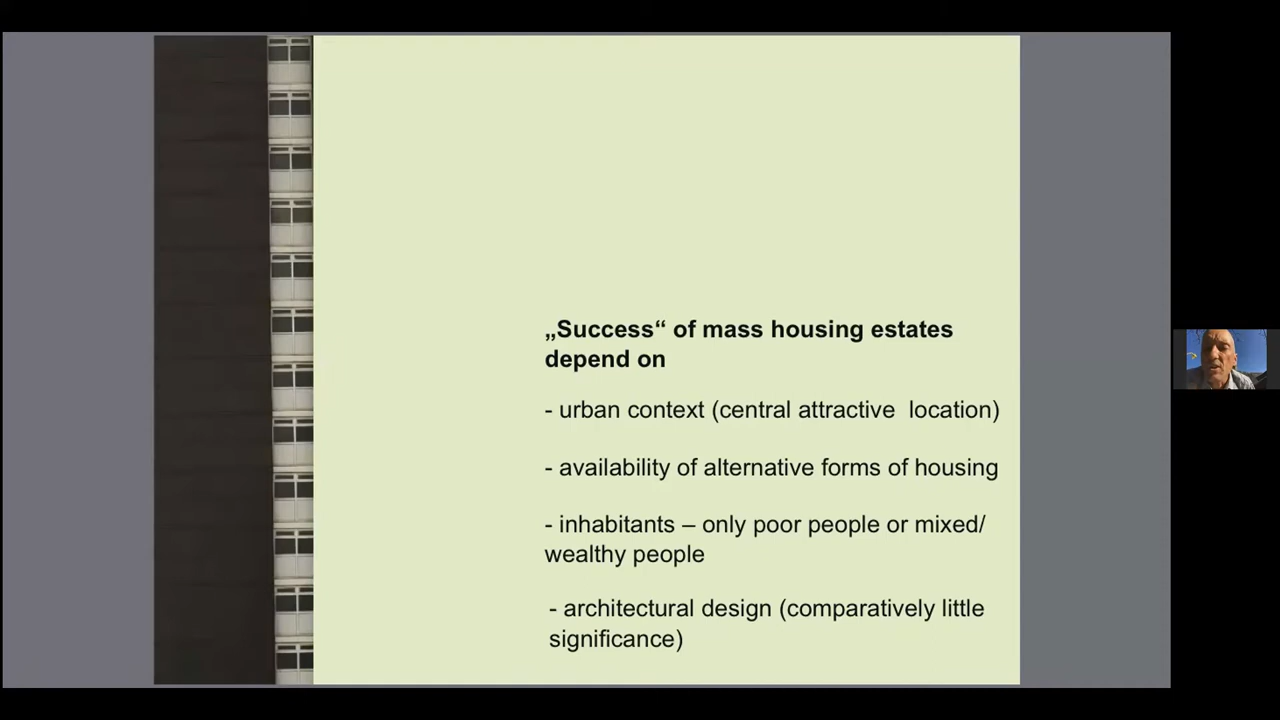 „Success“ of mass housing estates
depend on
- urban context (central attractive  location)
- availability of alternative forms of housing
- inhabitants – only poor people or mixed/
wealthy people
- architectural design (comparatively little
significance)